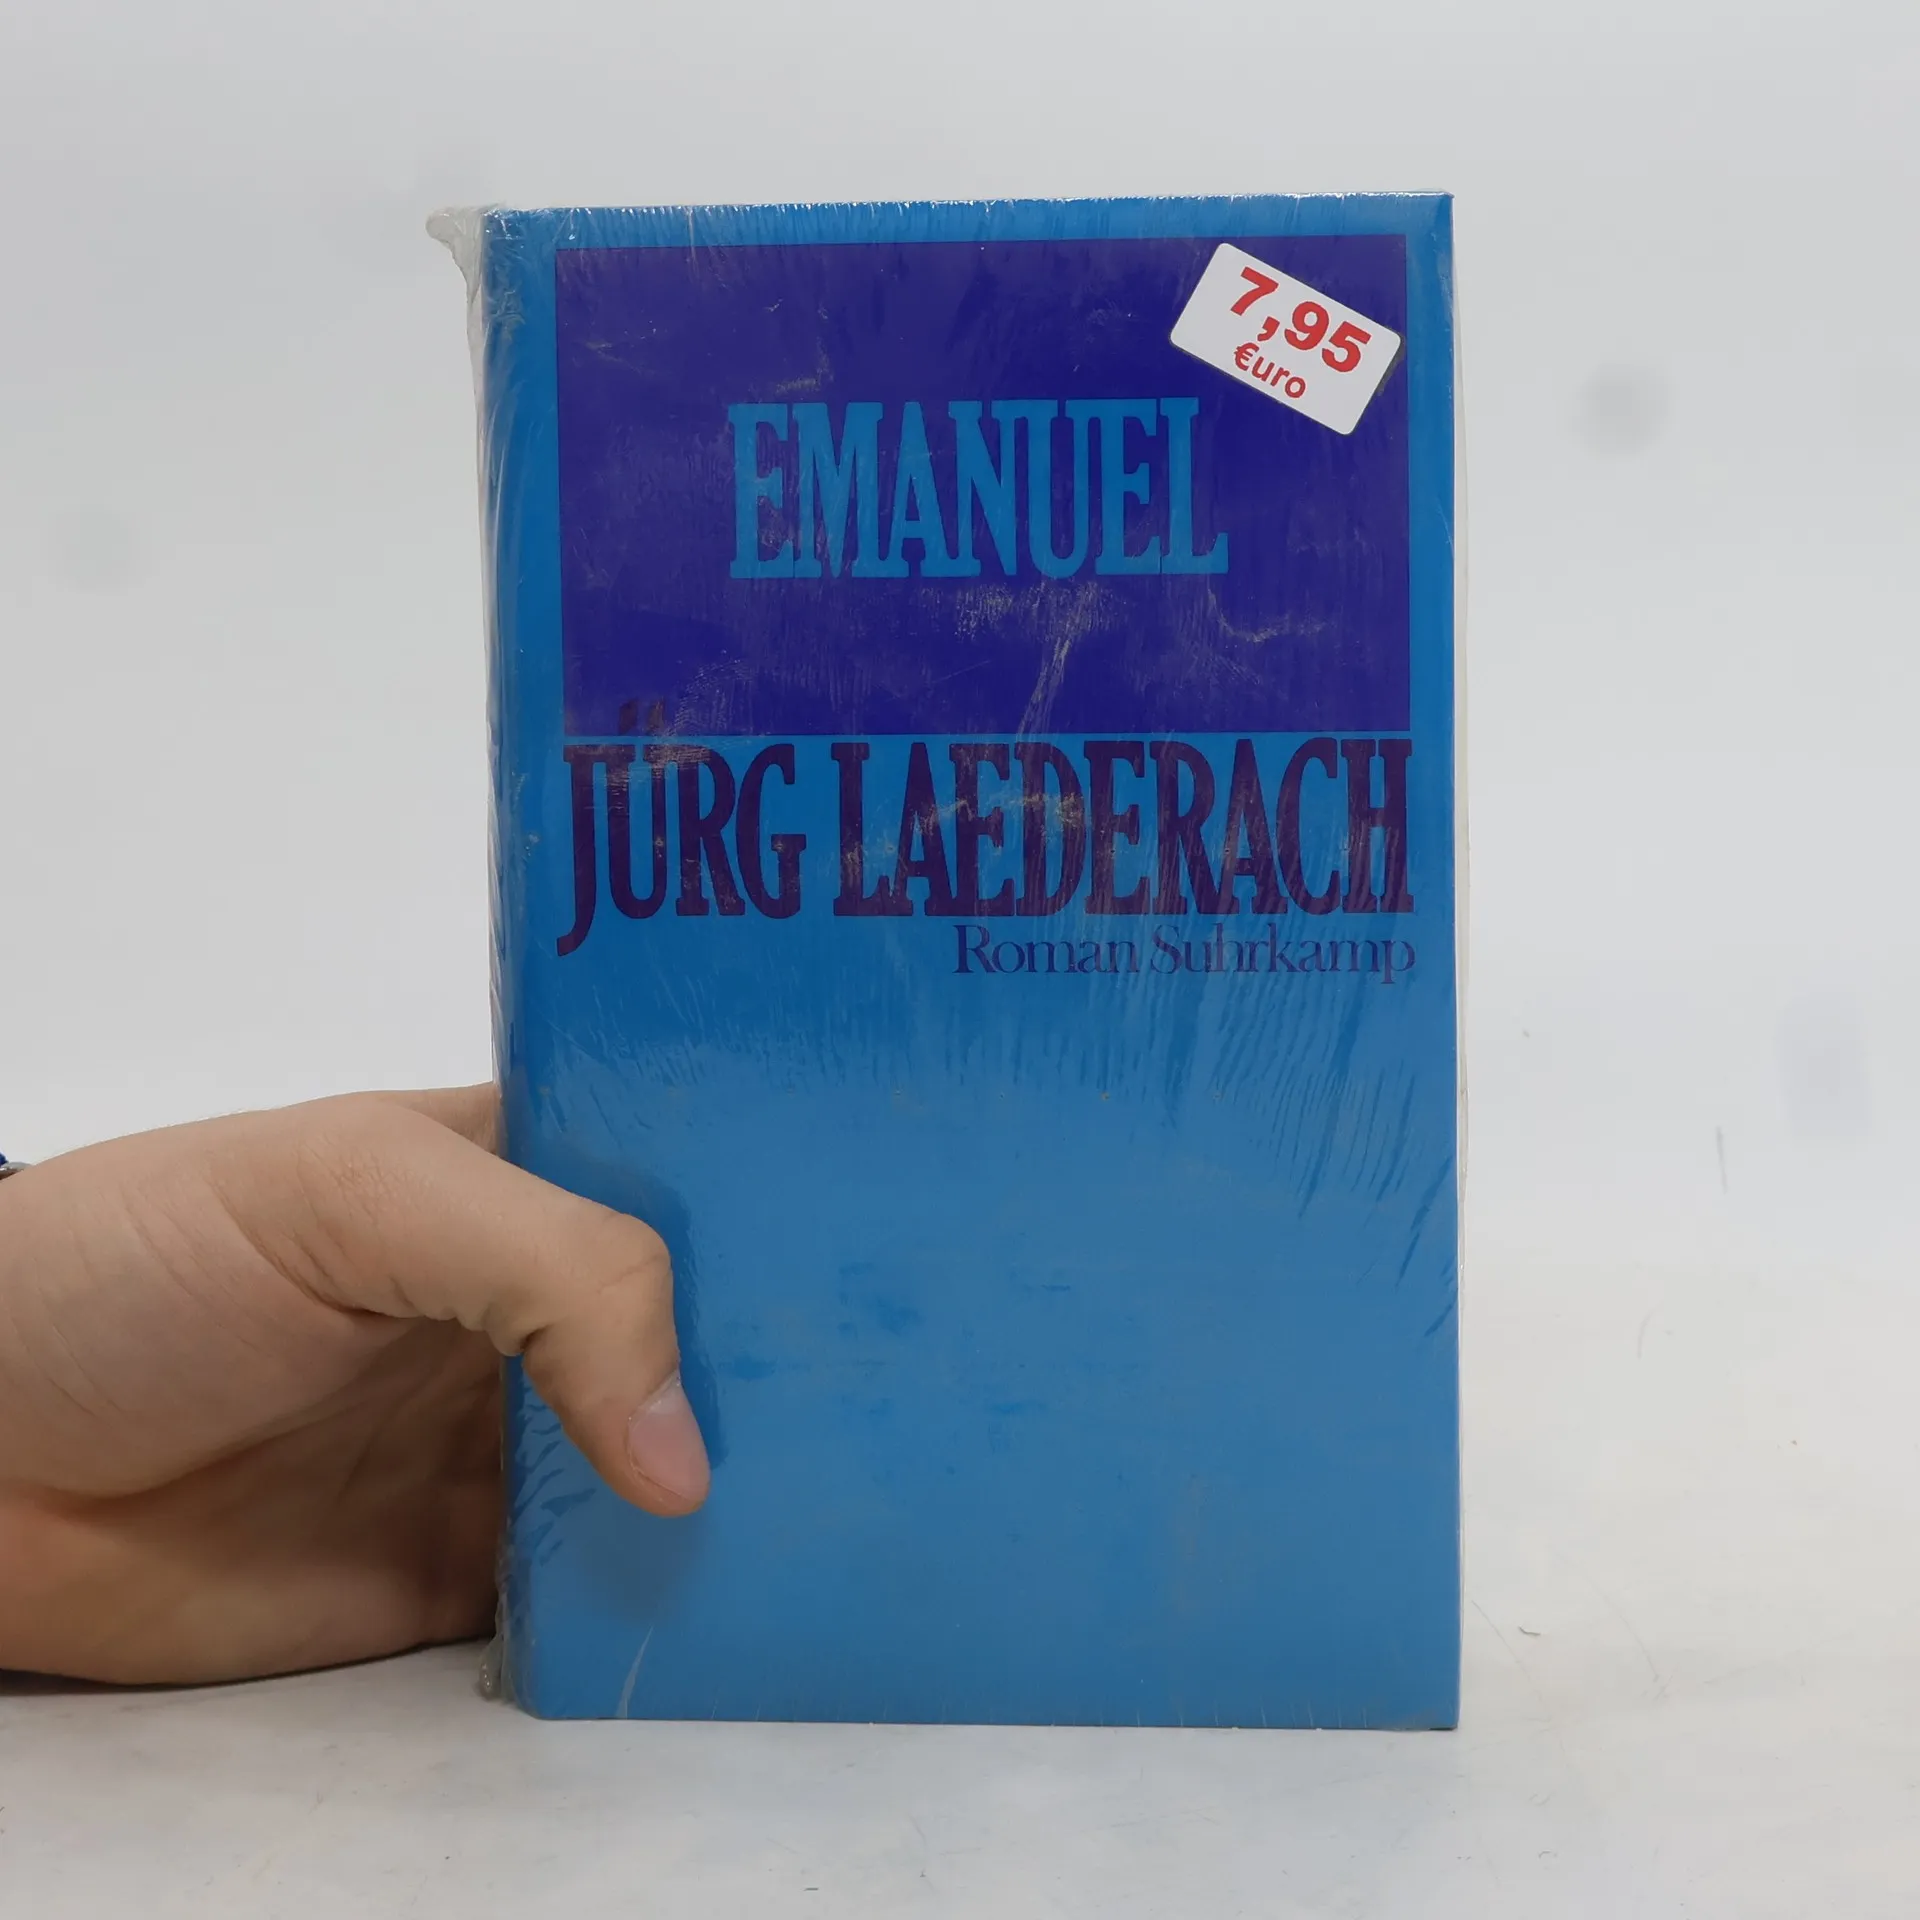 7,95
€uro
EMANUEL
JÜRG LAEDERACH
Roman Suhrkamp